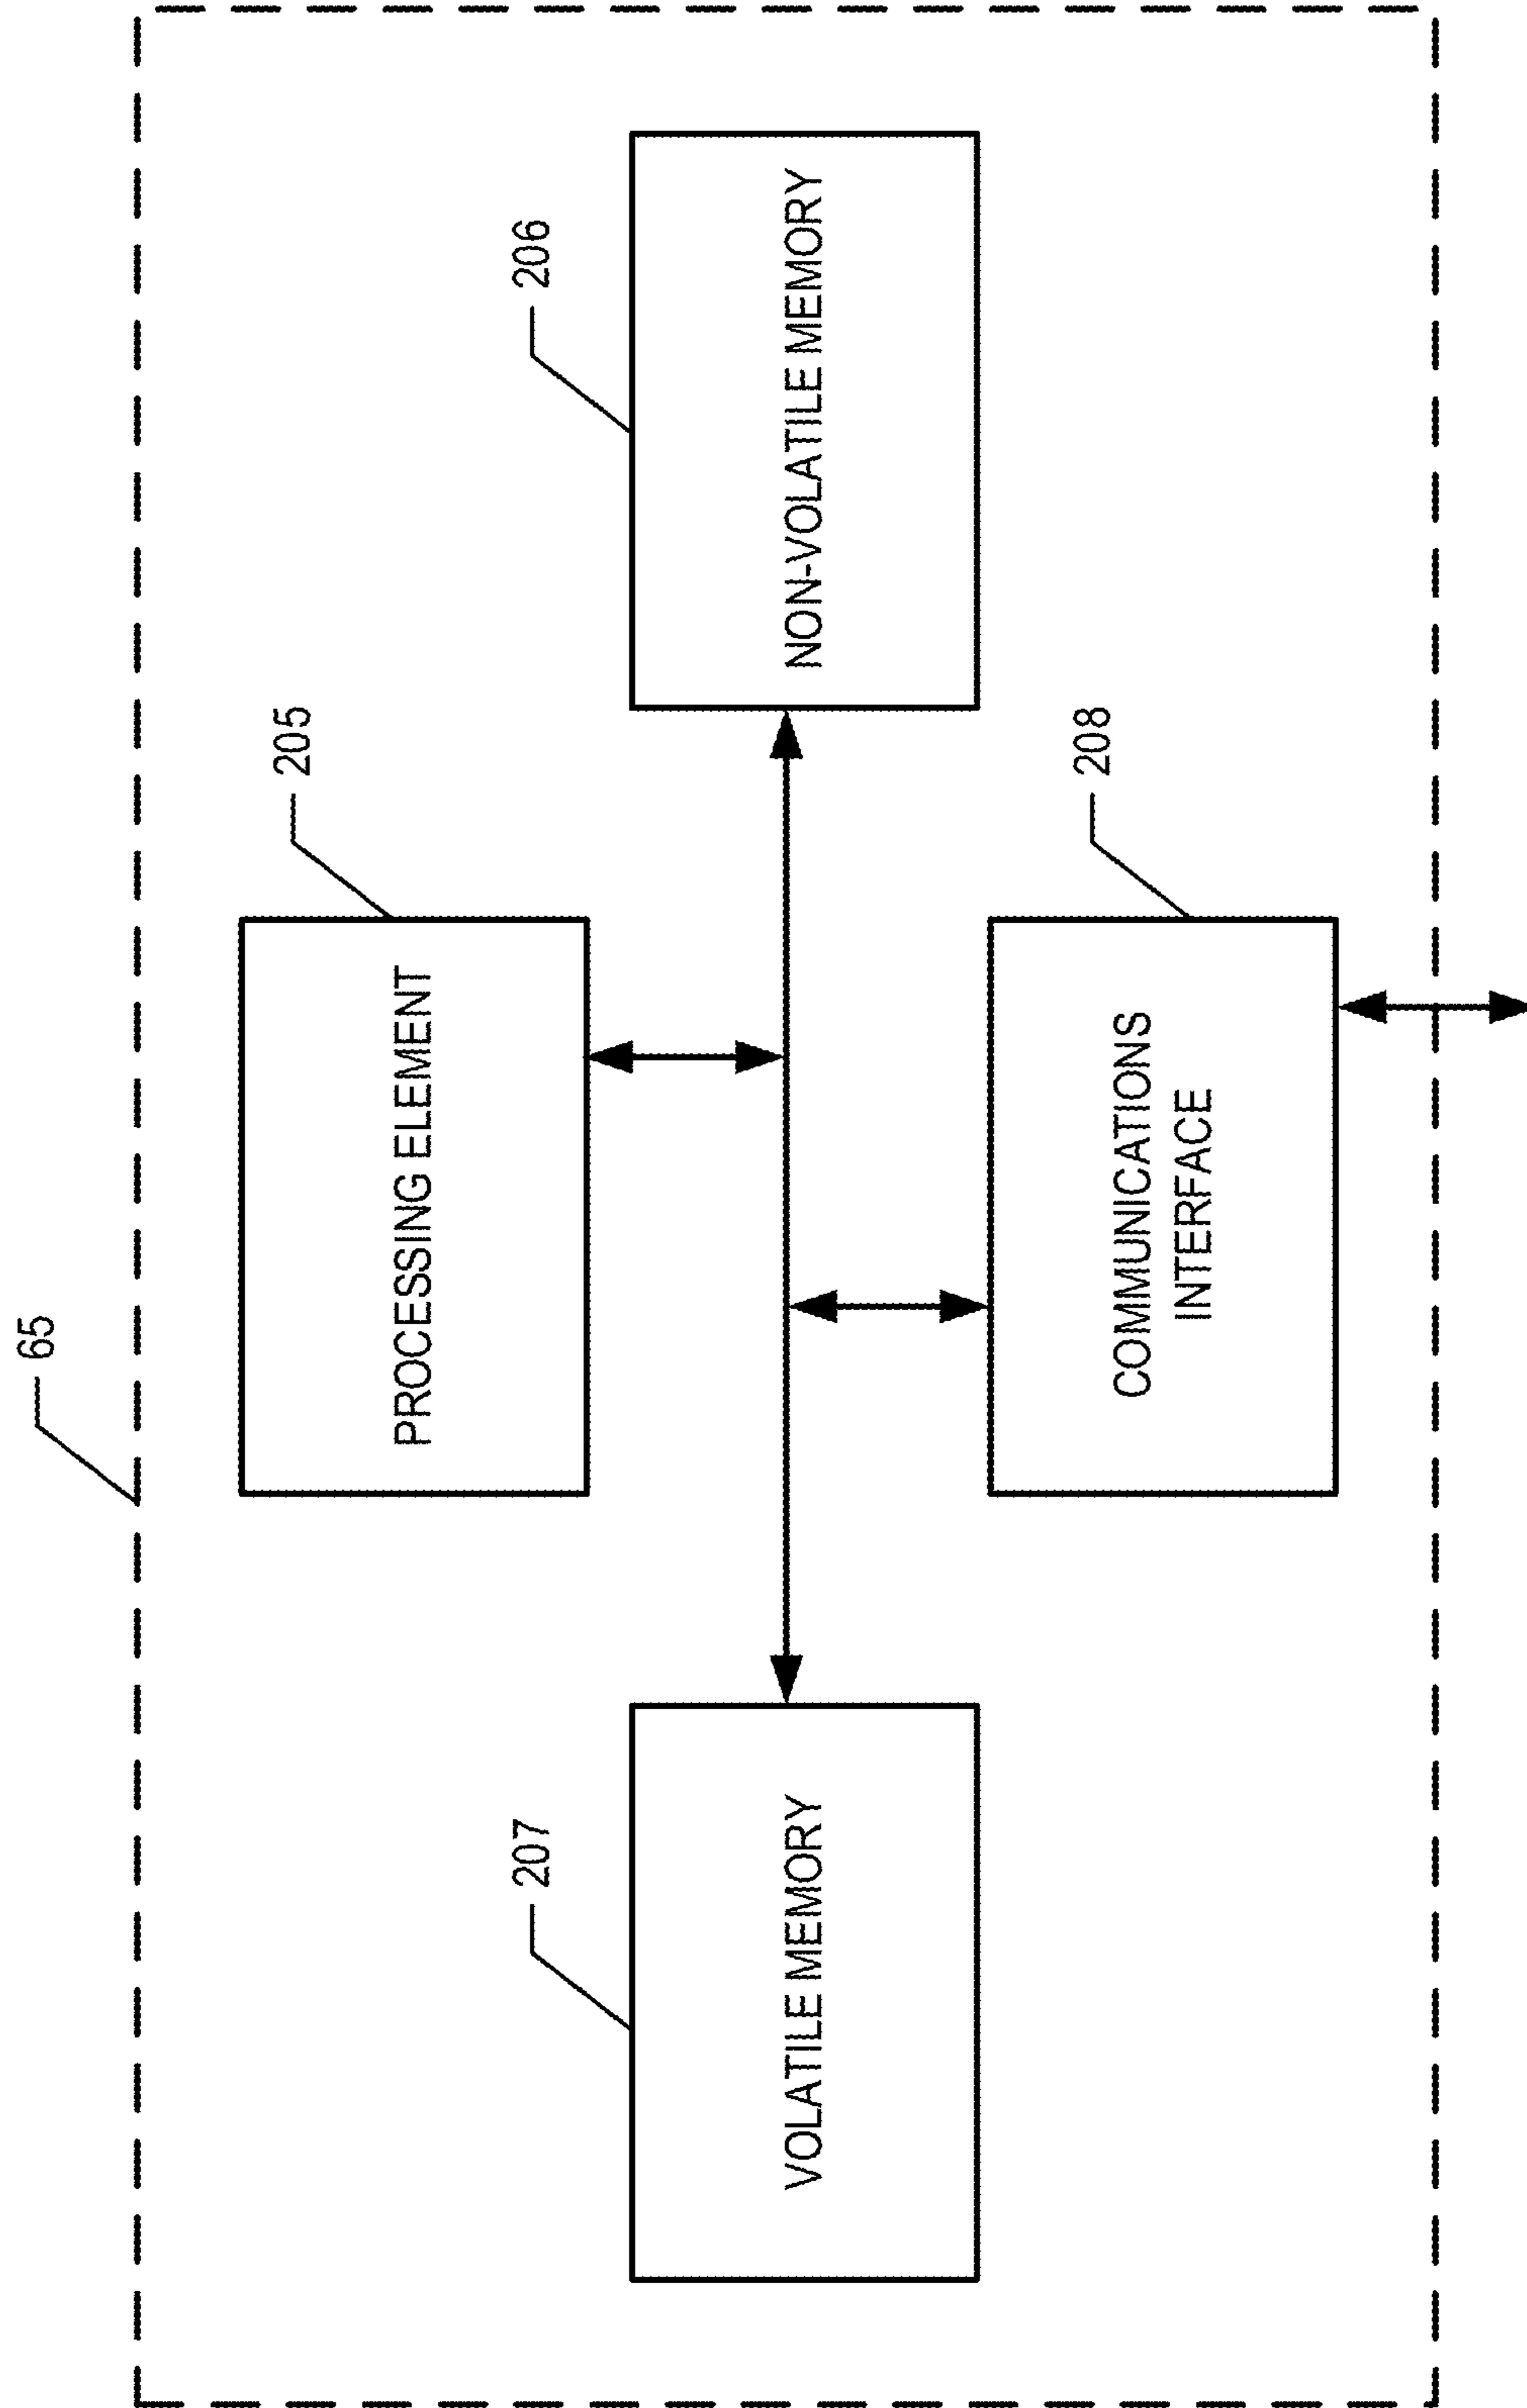 65
205
PROCESSING ELEMENT
207
206
VOLATILE MEMORY
NON-VOLATILE MEMORY
208
COMMUNICATIONS
INTERFACE